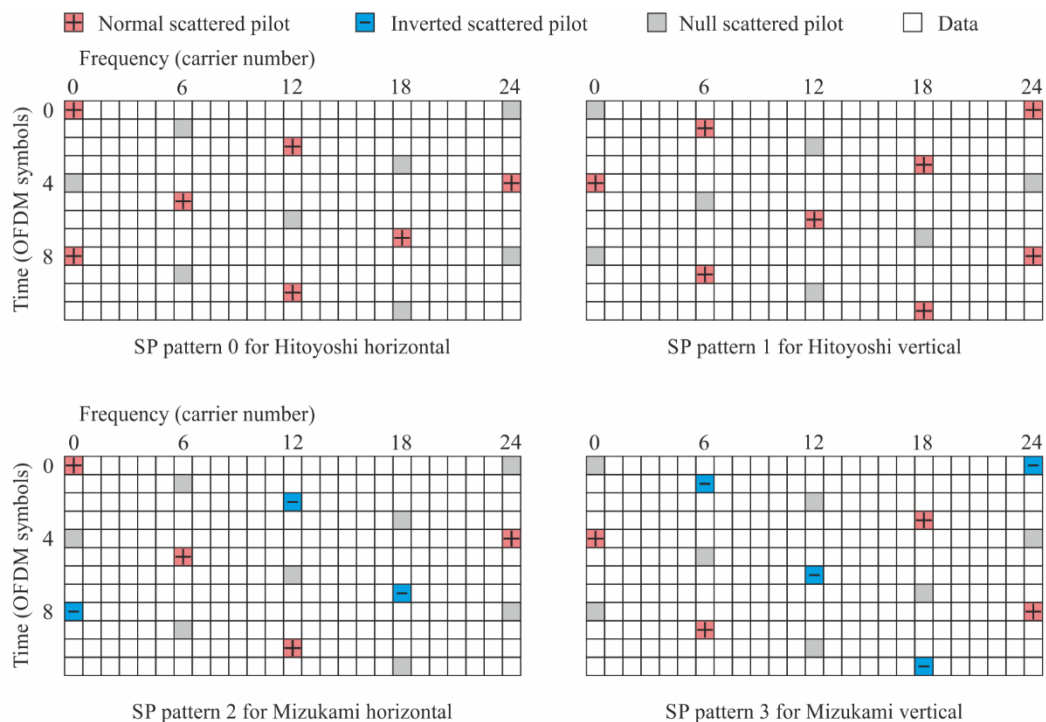 + Normal scattered pilot − Inverted scattered pilot Null scattered pilot Data
Frequency (carrier number)
0 6 12 18 24 0 6 12 18 24
0
4
8
Time (OFDM symbols)
SP pattern 0 for Hitoyoshi horizontal SP pattern 1 for Hitoyoshi vertical
Frequency (carrier number)
0 6 12 18 24 0 6 12 18 24
0
4
8
Time (OFDM symbols)
SP pattern 2 for Mizukami horizontal SP pattern 3 for Mizukami vertical